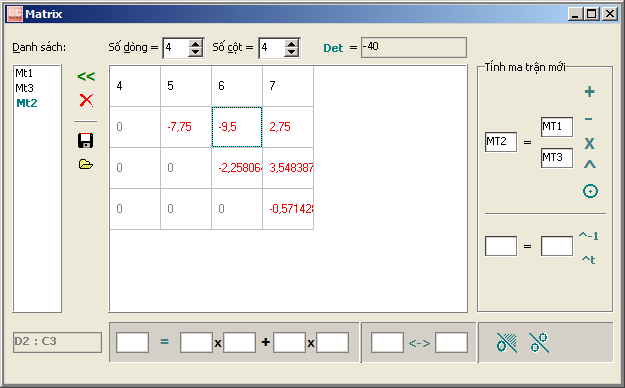 Matrix
Danh sách:
Số dòng = 4 Số cột = 4 Det = -40
Mt1
Mt3
Mt2
<<
4 5 6 7
0 -7,75 -9,5 2,75
0 0 -2,25806 3,548387
0 0 0 -0,571428
Tính ma trận mới
+
-
X
^
MT2 = MT1
MT3
=
^-1
^t
D2 : C3
= x + x
<->